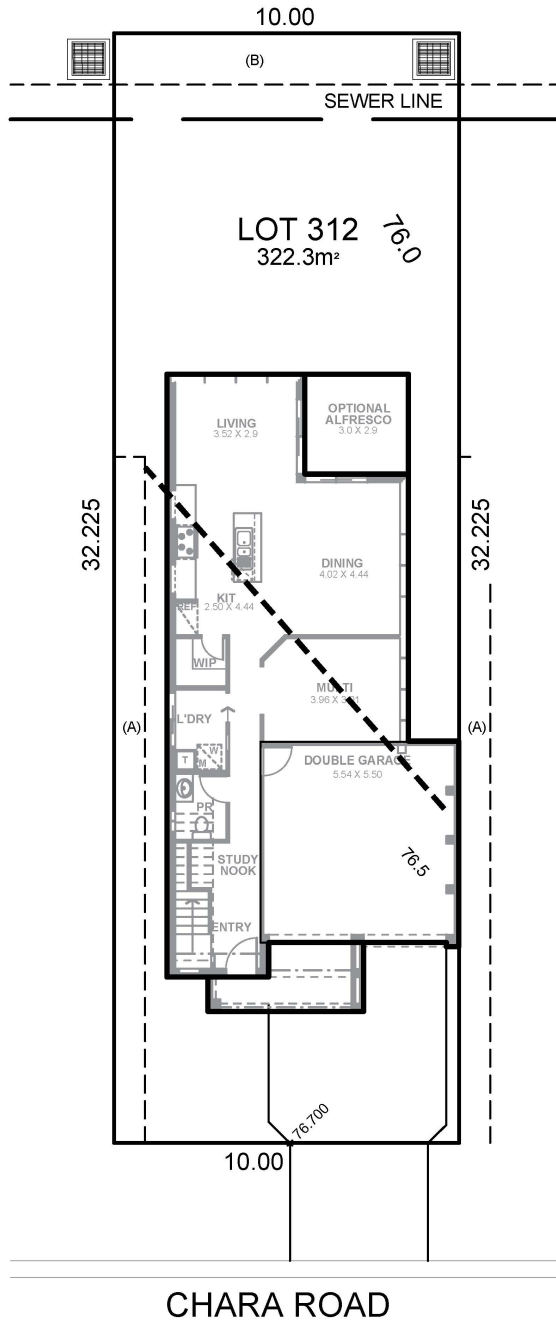 10.00
(B)
SEWER LINE
LOT 312
322.3m²
76.0
LIVING
3.52 X 2.9
OPTIONAL
ALFRESCO
3.0 X 2.9
32.225
32.225
DINING
4.02 X 4.44
KIT
2.50 X 4.44
REF
WIP
MULTI
3.96 X
L'DRY
(A)
(A)
W
M
T
DOUBLE GARAGE
5.54 X 5.50
PR
STUDY
NOOK
76.5
ENTRY
76.700
10.00
CHARA ROAD